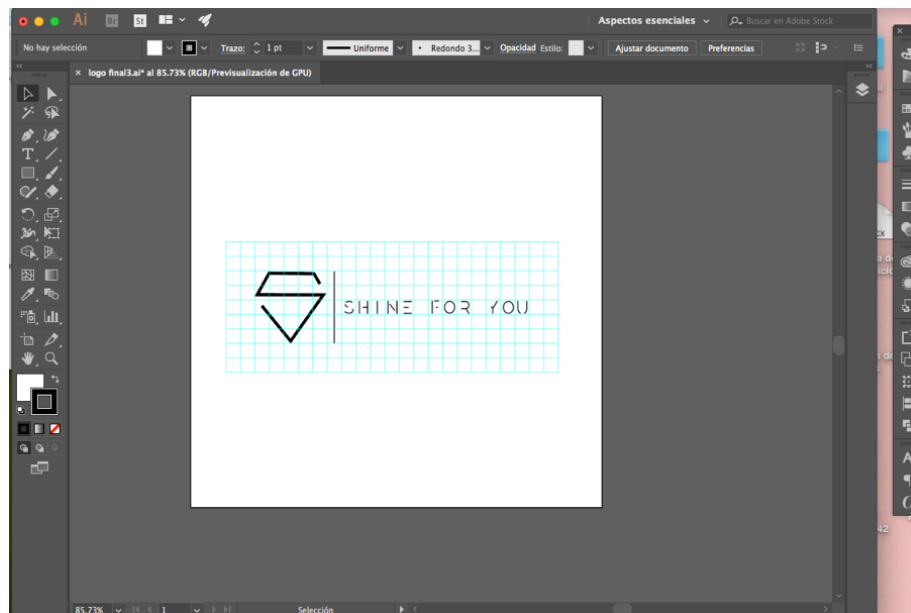 Ai Br St Aspectos esenciales Buscar en Adobe Stock
No hay selección Trazo: 1 pt Uniforme Redondo 3... Opacidad Estilo: Ajustar documento Preferencias
× logo final3.ai* al 85.73% (RGB/Previsualización de GPU)
SHINE FOR YOU
42
85.73% 1 Selección